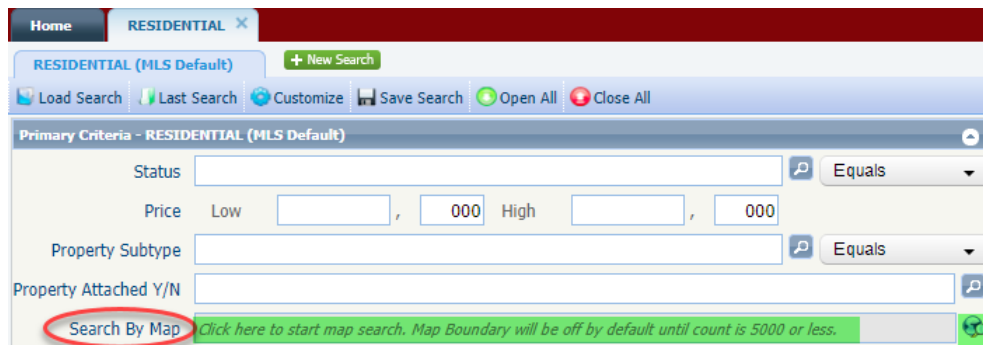 Home RESIDENTIAL ×
RESIDENTIAL (MLS Default) + New Search
Load Search Last Search Customize Save Search Open All Close All
Primary Criteria - RESIDENTIAL (MLS Default)
Status Equals
Price Low , 000 High , 000
Property Subtype Equals
Property Attached Y/N
Search By Map Click here to start map search. Map Boundary will be off by default until count is 5000 or less.